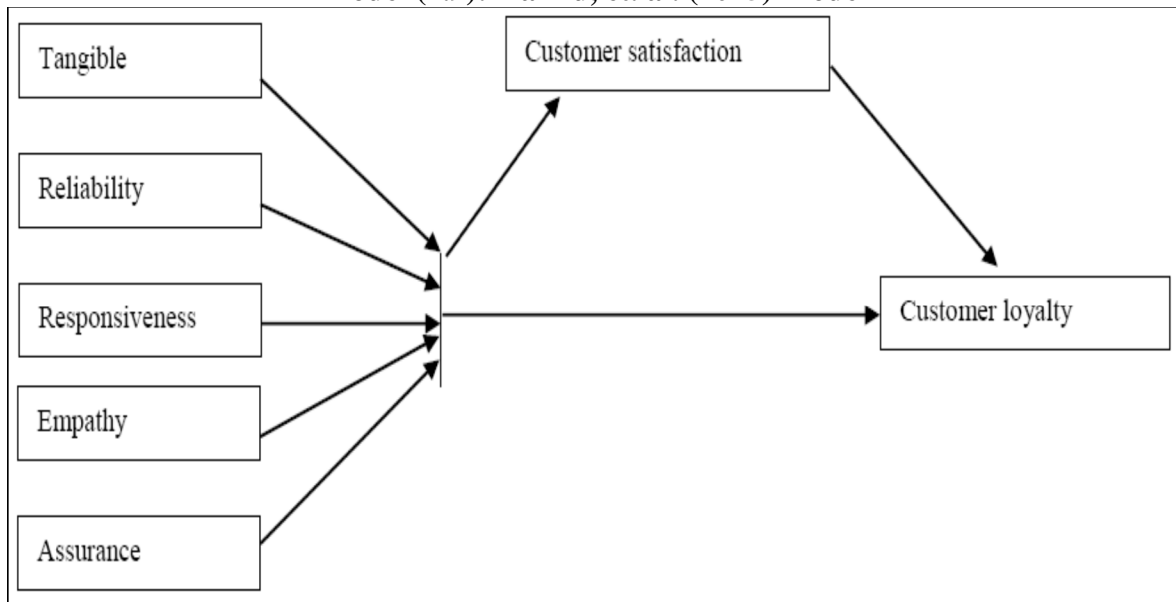 Tangible
Customer satisfaction
Reliability
Responsiveness
Customer loyalty
Empathy
Assurance